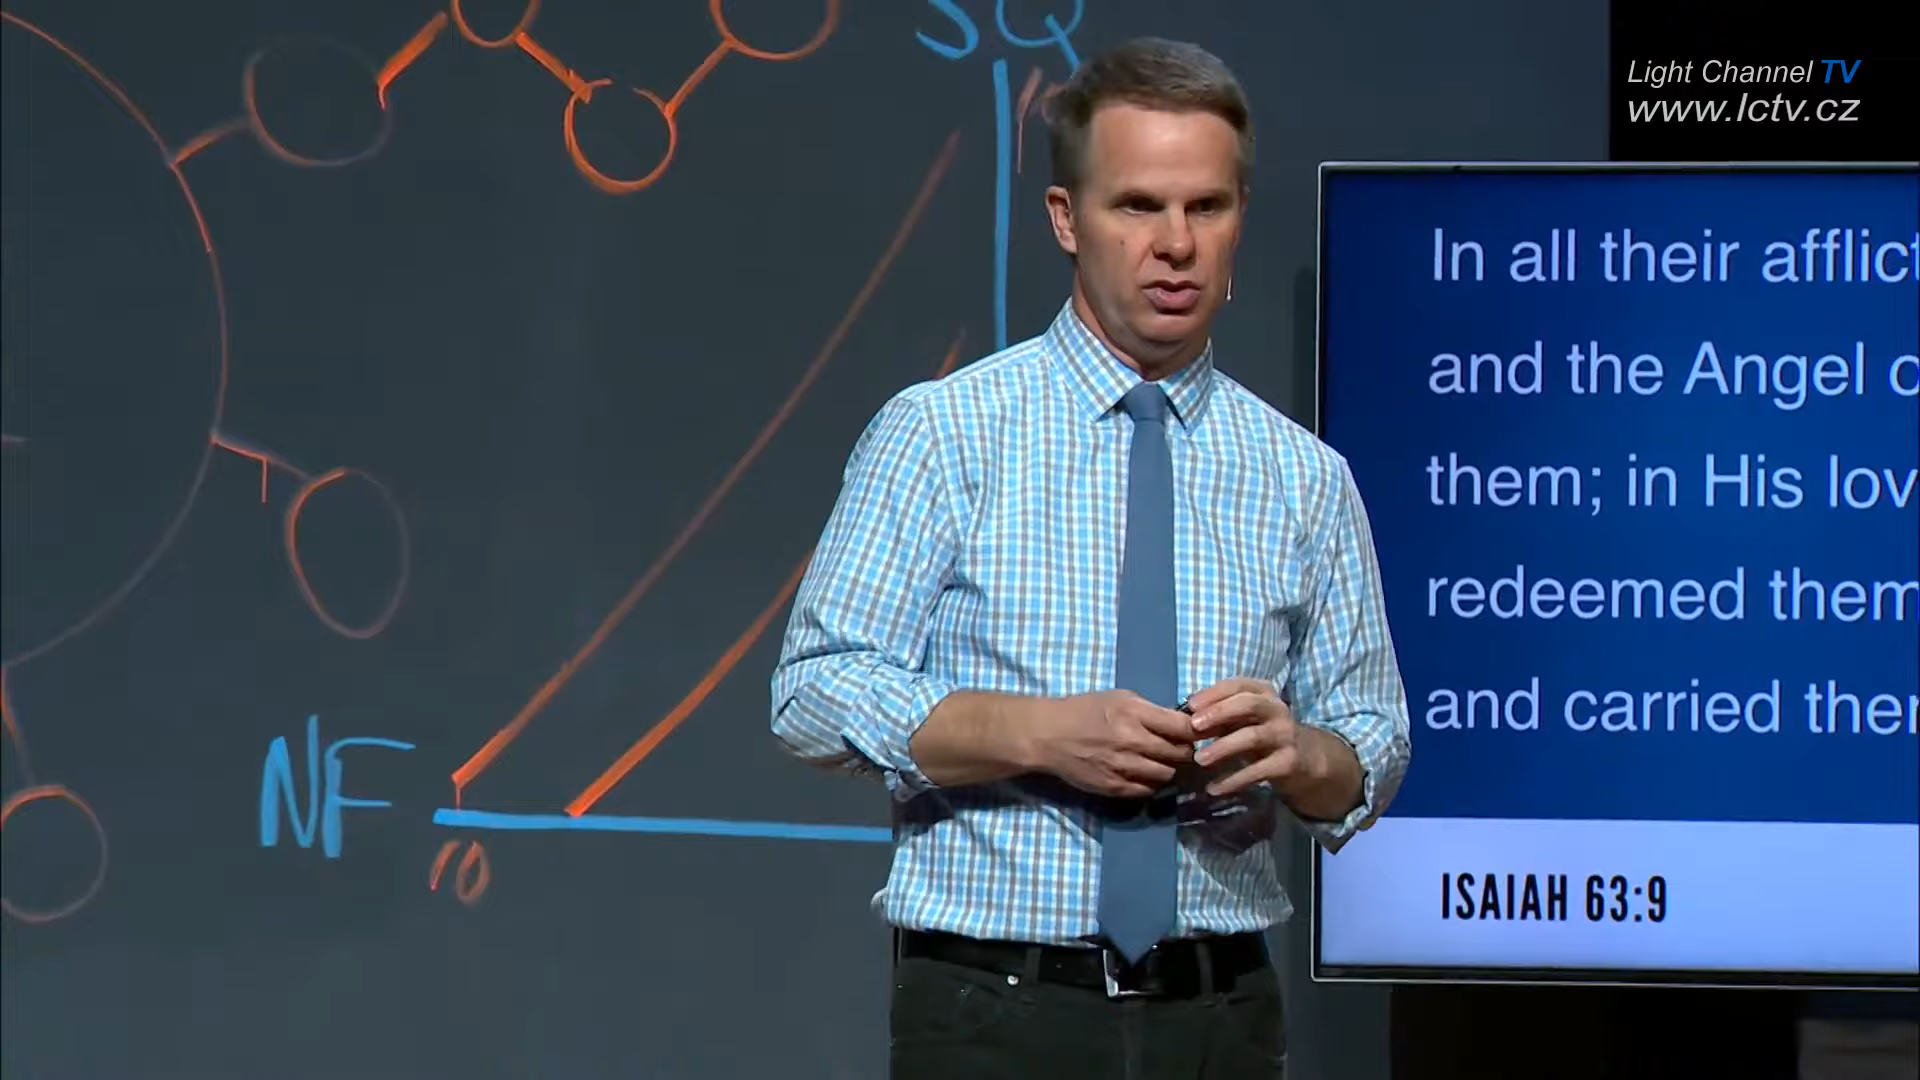 SQ
Light Channel TV
www.lctv.cz
In all their afflict
and the Angel o
them; in His lov
redeemed them
and carried ther
ISAIAH 63:9
NF
10